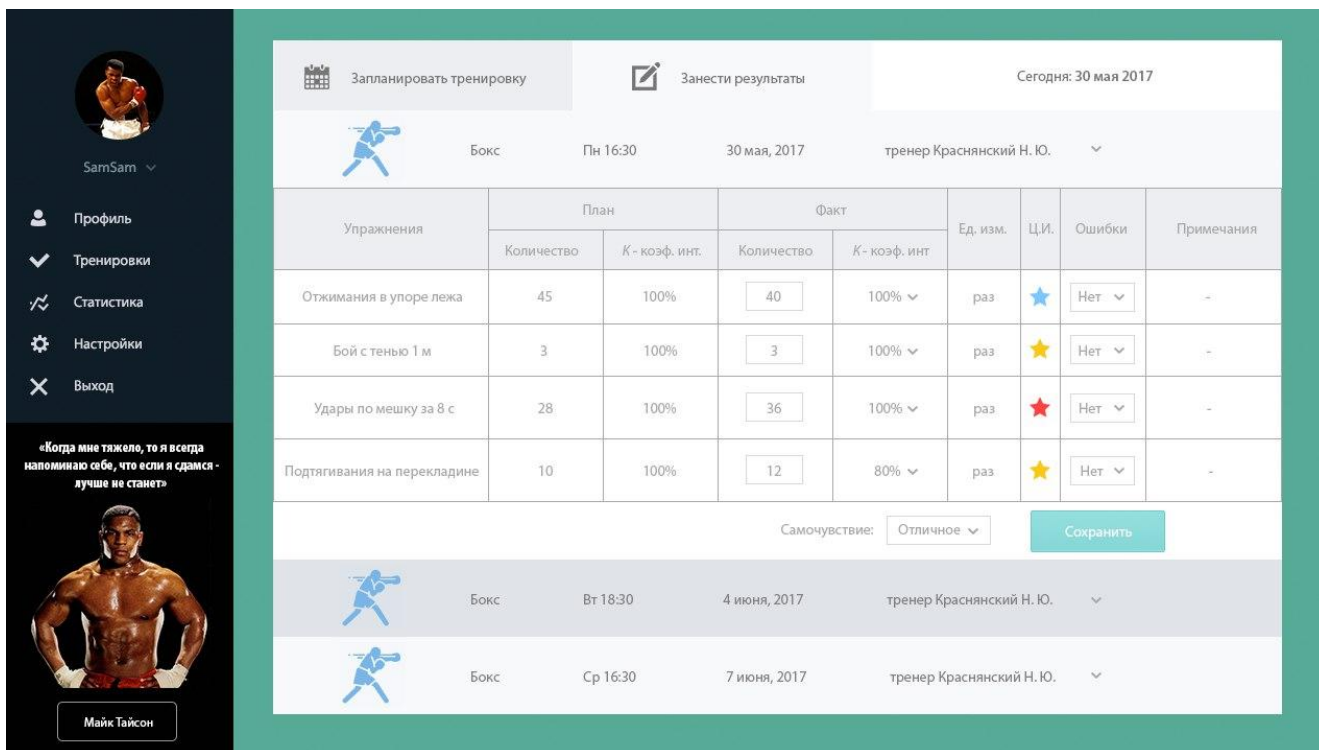 SamSam
Профиль
Тренировки
Статистика
Настройки
Выход
«Когда мне тяжело, то я всегда
напоминаю себе, что если я сдамся -
лучше не станет»
Майк Тайсон
Запланировать тренировку Занести результаты Сегодня: 30 мая 2017
Бокс Пн 16:30 30 мая, 2017 тренер Краснянский Н. Ю.
Упражнения План Факт Ед. изм. Ц.И. Ошибки Примечания
Количество К - коэф. инт. Количество К - коэф. инт
Отжимания в упоре лежа 45 100% 40 100% раз Нет -
Бой с тенью 1 м 3 100% 3 100% раз Нет -
Удары по мешку за 8 с 28 100% 36 100% раз Нет -
Подтягивания на перекладине 10 100% 12 80% раз Нет -
Самочувствие: Отличное Сохранить
Бокс Вт 18:30 4 июня, 2017 тренер Краснянский Н. Ю.
Бокс Ср 16:30 7 июня, 2017 тренер Краснянский Н. Ю.